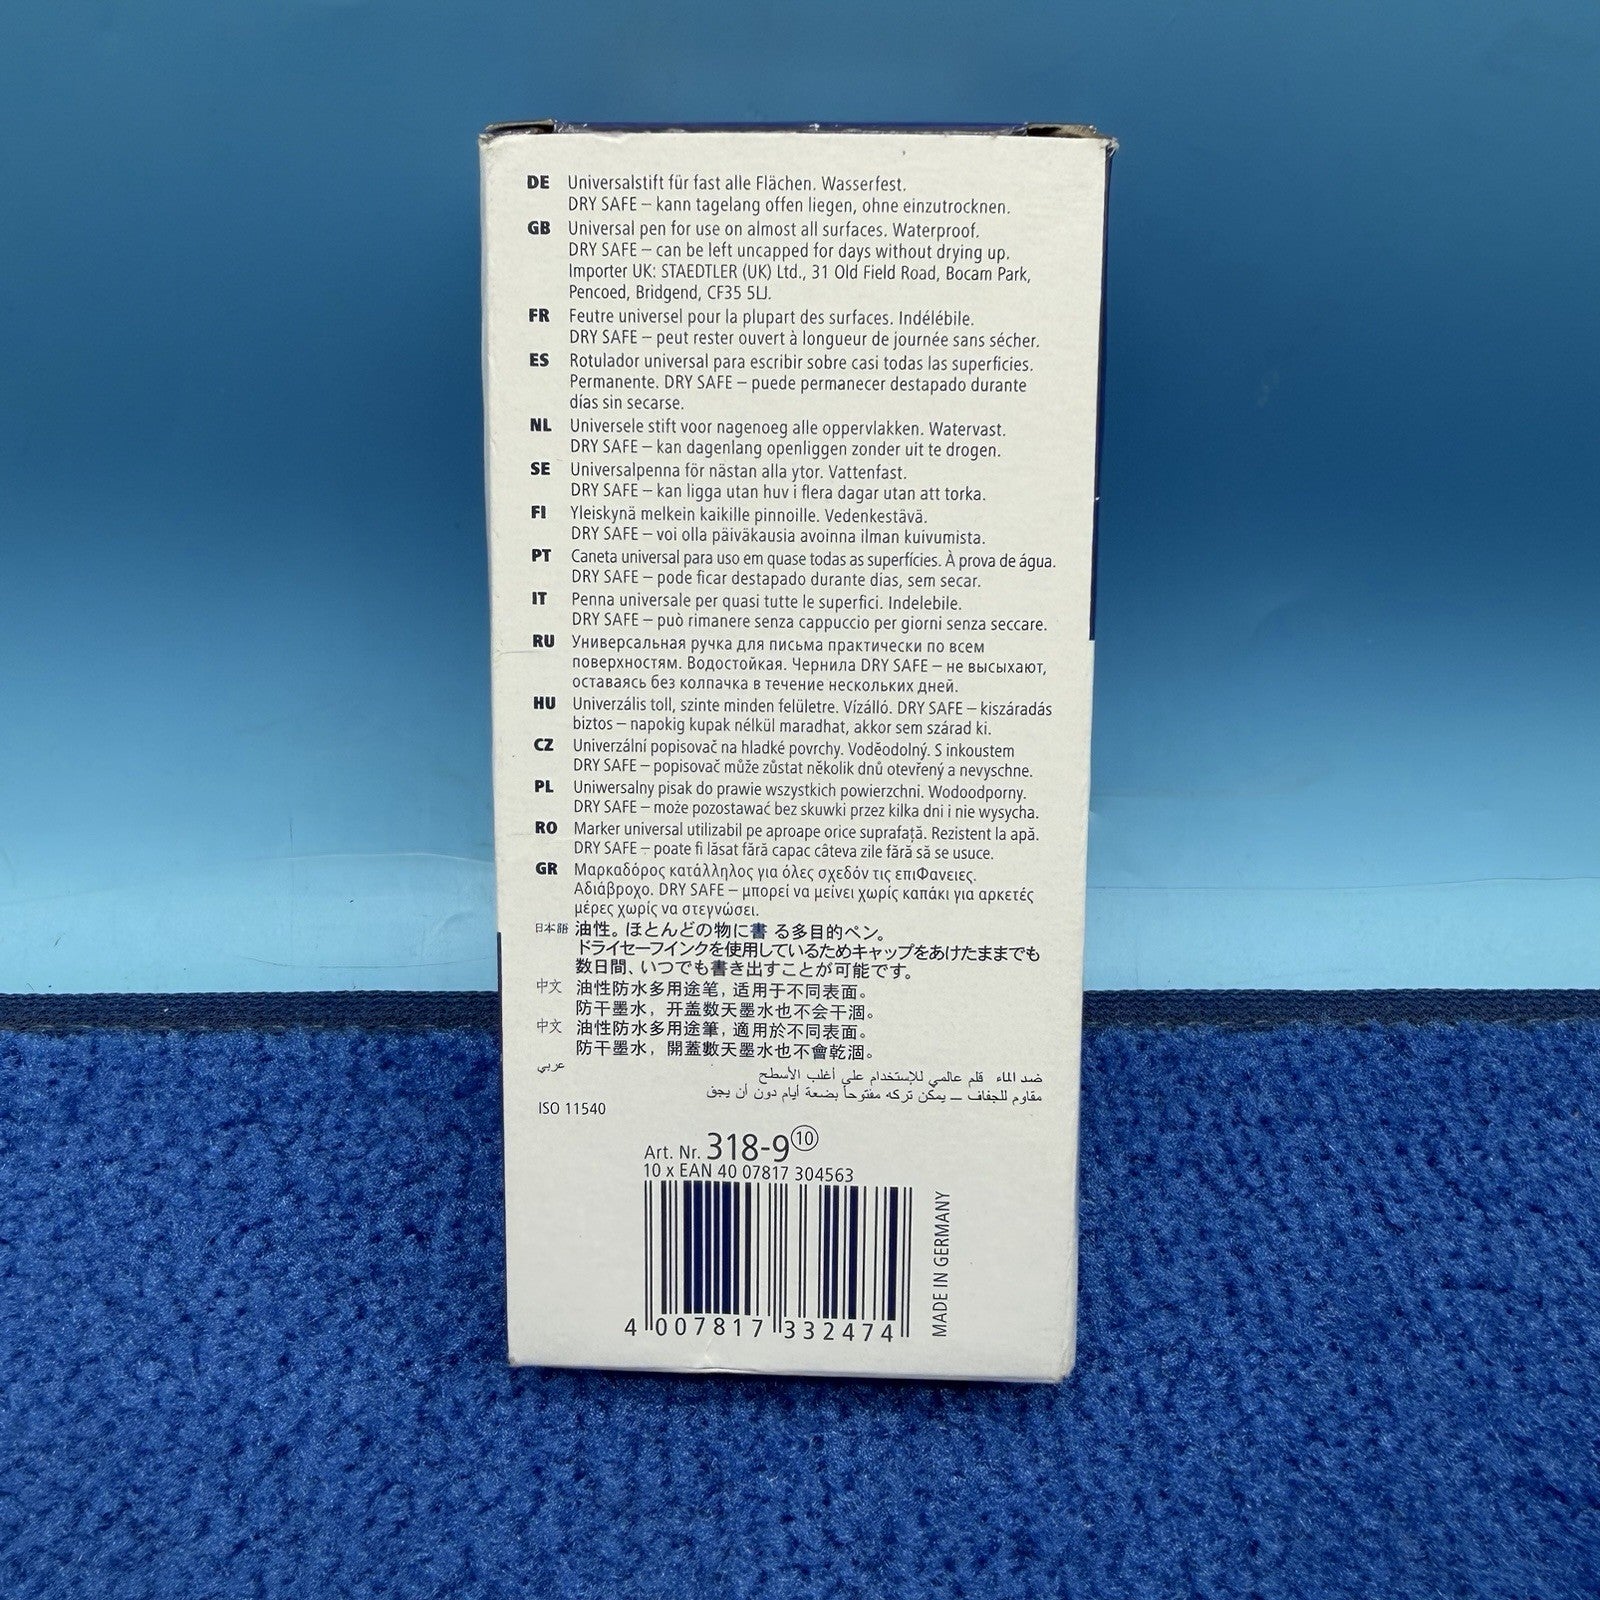 DE Universalstift für fast alle Flächen. Wasserfest.
DRY SAFE – kann tagelang offen liegen, ohne einzutrocknen.
GB Universal pen for use on almost all surfaces. Waterproof.
DRY SAFE – can be left uncapped for days without drying up.
Importer UK: STAEDTLER (UK) Ltd., 31 Old Field Road, Bocam Park,
Pencoed, Bridgend, CF35 5LJ.
FR Feutre universel pour la plupart des surfaces. Indélébile.
DRY SAFE – peut rester ouvert à longueur de journée sans sécher.
ES Rotulador universal para escribir sobre casi todas las superficies.
Permanente. DRY SAFE – puede permanecer destapado durante
días sin secarse.
NL Universele stift voor nagenoeg alle oppervlakken. Watervast.
DRY SAFE – kan dagenlang openliggen zonder uit te drogen.
SE Universalpenna för nästan alla ytor. Vattenfast.
DRY SAFE – kan ligga utan huv i flera dagar utan att torka.
FI Yleiskynä melkein kaikille pinnoille. Vedenkestävä.
DRY SAFE – voi olla päiväkausia avoinna ilman kuivumista.
PT Caneta universal para uso em quase todas as superfícies. À prova de água.
DRY SAFE – pode ficar destapado durante dias, sem secar.
IT Penna universale per quasi tutte le superfici. Indelebile.
DRY SAFE – può rimanere senza cappuccio per giorni senza seccare.
RU Универсальная ручка для письма практически по всем
поверхностям. Водостойкая. Чернила DRY SAFE – не высыхают,
оставаясь без колпачка в течение нескольких дней.
HU Univerzális toll, szinte minden felületre. Vízálló. DRY SAFE – kiszáradás
biztos – napokig kupak nélkül maradhat, akkor sem szárad ki.
CZ Univerzální popisovač na hladké povrchy. Voděodolný. S inkoustem
DRY SAFE – popisovač může zůstat několik dnů otevřený a nevyschne.
PL Uniwersalny pisak do prawie wszystkich powierzchni. Wodoodporny.
DRY SAFE – może pozostawać bez skuwki przez kilka dni i nie wysycha.
RO Marker universal utilizabil pe aproape orice suprafață. Rezistent la apă.
DRY SAFE – poate fi lăsat fără capac câteva zile fără să se usuce.
GR Μαρκαδόρος κατάλληλος για όλες σχεδόν τις επιΦανειες.
Αδιάβροχο. DRY SAFE – μπορεί να μείνει χωρίς καπάκι για αρκετές
μέρες χωρίς να στεγνώσει.
日本語 油性。ほとんどの物に書 る多目的ペン。
ドライセーフインクを使用しているためキャップをあけたままでも
数日間、いつでも書き出すことが可能です。
中文 油性防水多用途笔，适用于不同表面。
防干墨水，开盖数天墨水也不会干涸。
中文 油性防水多用途筆，適用於不同表面。
防干墨水，開蓋數天墨水也不會乾涸。
عربي
ضد الماء قلم عالمي للإستخدام على أغلب الأسطح
مقاوم للجفاف — يمكن تركه مفتوحاً بضعة أيام دون أن يجق
ISO 11540
Art. Nr. 318-9 10
10 x EAN 40 07817 304563
4 007817 332474
MADE IN GERMANY